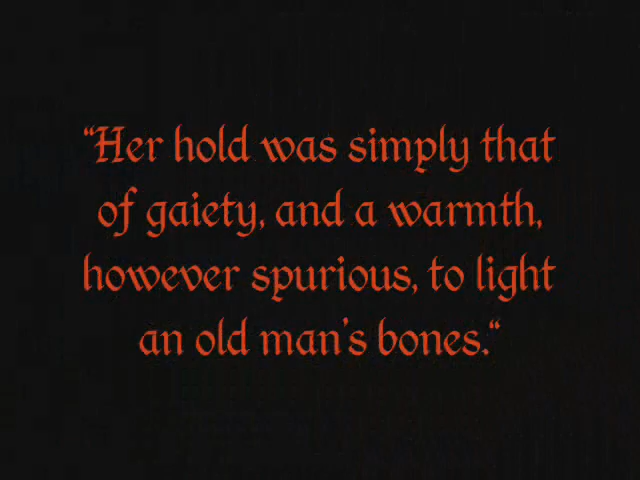 “Her hold was simply that
of gaiety, and a warmth,
however spurious, to light
an old man's bones.“